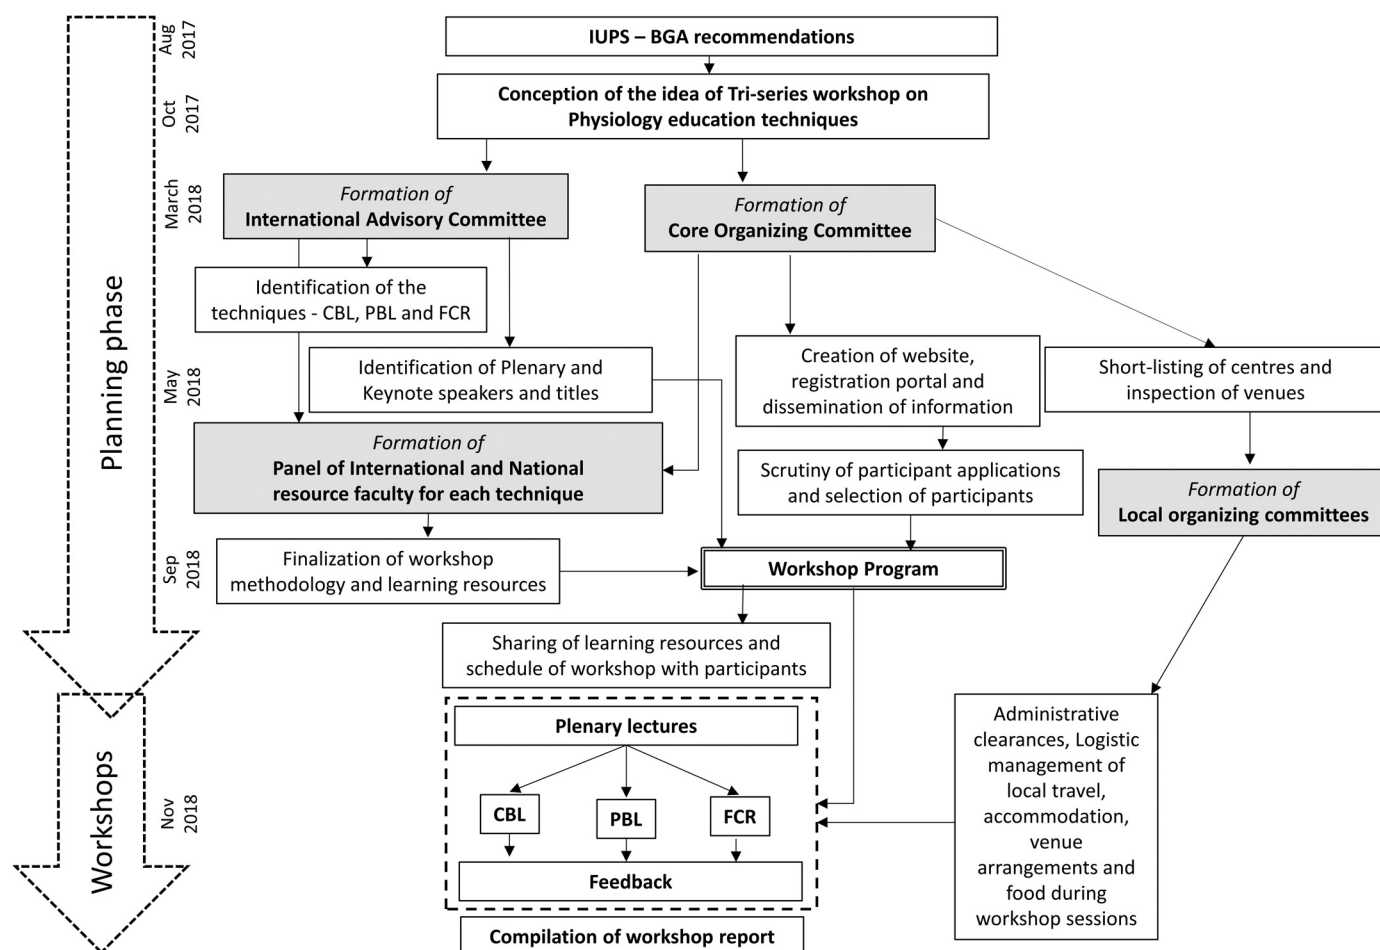 Aug
2017
IUPS – BGA recommendations
Oct
2017
Conception of the idea of Tri-series workshop on
Physiology education techniques
March
2018
Formation of
International Advisory Committee
Formation of
Core Organizing Committee
Identification of the
techniques - CBL, PBL and FCR
Planning phase
May
2018
Identification of Plenary and
Keynote speakers and titles
Creation of website,
registration portal and
dissemination of information
Short-listing of centres and
inspection of venues
Formation of
Panel of International and National
resource faculty for each technique
Scrutiny of participant applications
and selection of participants
Formation of
Local organizing committees
Sep
2018
Finalization of workshop
methodology and learning resources
Workshop Program
Sharing of learning resources and
schedule of workshop with participants
Workshops
Nov
2018
Plenary lectures
CBL
PBL
FCR
Feedback
Administrative
clearances, Logistic
management of
local travel,
accommodation,
venue
arrangements and
food during
workshop sessions
Compilation of workshop report